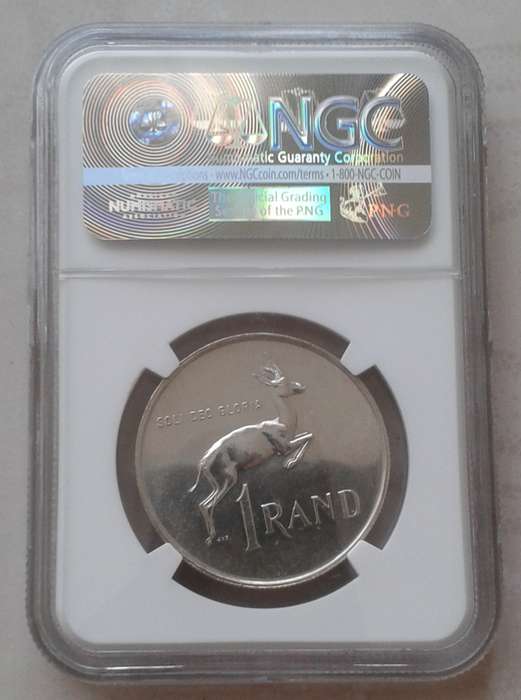 NGC
Numismatic Guaranty Corporation
www.NGCcoin.com/terms • 1-800-NGC-COIN
NUMISMATIC
The Official Grading
Service of the PNG
PNG
SOLI DEO GLORIA
1 RAND